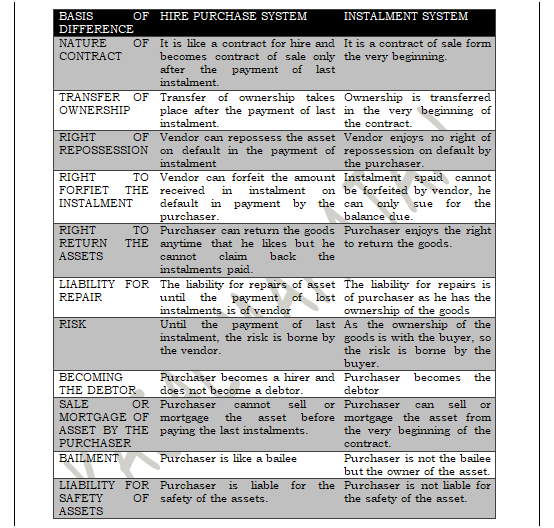 BASIS OF
DIFFERENCE
HIRE PURCHASE SYSTEM
INSTALMENT SYSTEM
NATURE OF
CONTRACT
It is like a contract for hire and
becomes contract of sale only
after the payment of last
instalment.
It is a contract of sale form
the very beginning.
TRANSFER OF
OWNERSHIP
Transfer of ownership takes
place after the payment of last
instalment.
Ownership is transferred
in the very beginning of
the contract.
RIGHT OF
REPOSSESSION
Vendor can repossess the asset
on default in the payment of
instalment
Vendor enjoys no right of
repossession on default by
the purchaser.
RIGHT TO
FORFIET THE
INSTALMENT
Vendor can forfeit the amount
received in instalment on
default in payment by the
purchaser.
Instalment spaid cannot
be forfeited by vendor, he
can only sue for the
balance due.
RIGHT TO
RETURN THE
ASSETS
Purchaser can return the goods
anytime that he likes but he
cannot claim back the
instalments paid.
Purchaser enjoys the right
to return the goods.
LIABILITY FOR
REPAIR
The liability for repairs of asset
until the payment of lost
instalments is of vendor
The liability for repairs is
of purchaser as he has the
ownership of the goods
RISK
Until the payment of last
instalment, the risk is borne by
the vendor.
As the ownership of the
goods is with the buyer, so
the risk is borne by the
buyer.
BECOMING
THE DEBTOR
Purchaser becomes a hirer and
does not become a debtor.
Purchaser becomes the
debtor
SALE OR
MORTGAGE OF
ASSET BY THE
PURCHASER
Purchaser cannot sell or
mortgage the asset before
paying the last instalments.
Purchaser can sell or
mortgage the asset from
the very beginning of the
contract.
BAILMENT
Purchaser is like a bailee
Purchaser is not the bailee
but the owner of the asset.
LIABILITY FOR
SAFETY OF
ASSETS
Purchaser is liable for the
safety of the assets.
Purchaser is not liable for
the safety of the asset.